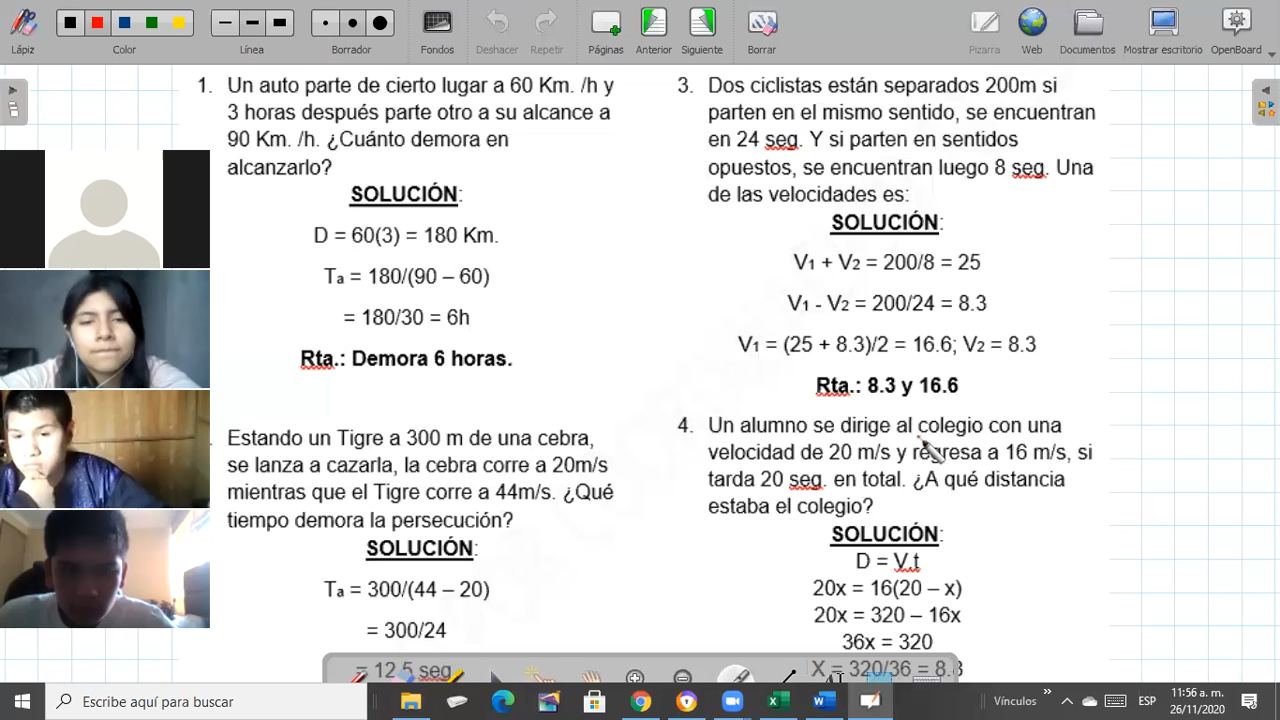 Lápiz
Color
Línea
Borrador
Fondos
Deshacer
Repetir
Páginas
Anterior
Siguiente
Borrar
Pizarra
Web
Documentos
Mostrar escritorio
OpenBoard
1. Un auto parte de cierto lugar a 60 Km. /h y
3 horas después parte otro a su alcance a
90 Km. /h. ¿Cuánto demora en
alcanzarlo?
SOLUCIÓN:
D = 60(3) = 180 Km.
Ta = 180/(90 – 60)
= 180/30 = 6h
Rta.: Demora 6 horas.
. Estando un Tigre a 300 m de una cebra,
se lanza a cazarla, la cebra corre a 20m/s
mientras que el Tigre corre a 44m/s. ¿Qué
tiempo demora la persecución?
SOLUCIÓN:
Ta = 300/(44 – 20)
= 300/24
= 12.5 seg
3. Dos ciclistas están separados 200m si
parten en el mismo sentido, se encuentran
en 24 seg. Y si parten en sentidos
opuestos, se encuentran luego 8 seg. Una
de las velocidades es:
SOLUCIÓN:
V1 + V2 = 200/8 = 25
V1 - V2 = 200/24 = 8.3
V1 = (25 + 8.3)/2 = 16.6; V2 = 8.3
Rta.: 8.3 y 16.6
4. Un alumno se dirige al colegio con una
velocidad de 20 m/s y regresa a 16 m/s, si
tarda 20 seg. en total. ¿A qué distancia
estaba el colegio?
SOLUCIÓN:
D = V.t
20x = 16(20 – x)
20x = 320 – 16x
36x = 320
X = 320/36 = 8.3
Escribe aquí para buscar
Vínculos
ESP
11:56 a. m.
26/11/2020